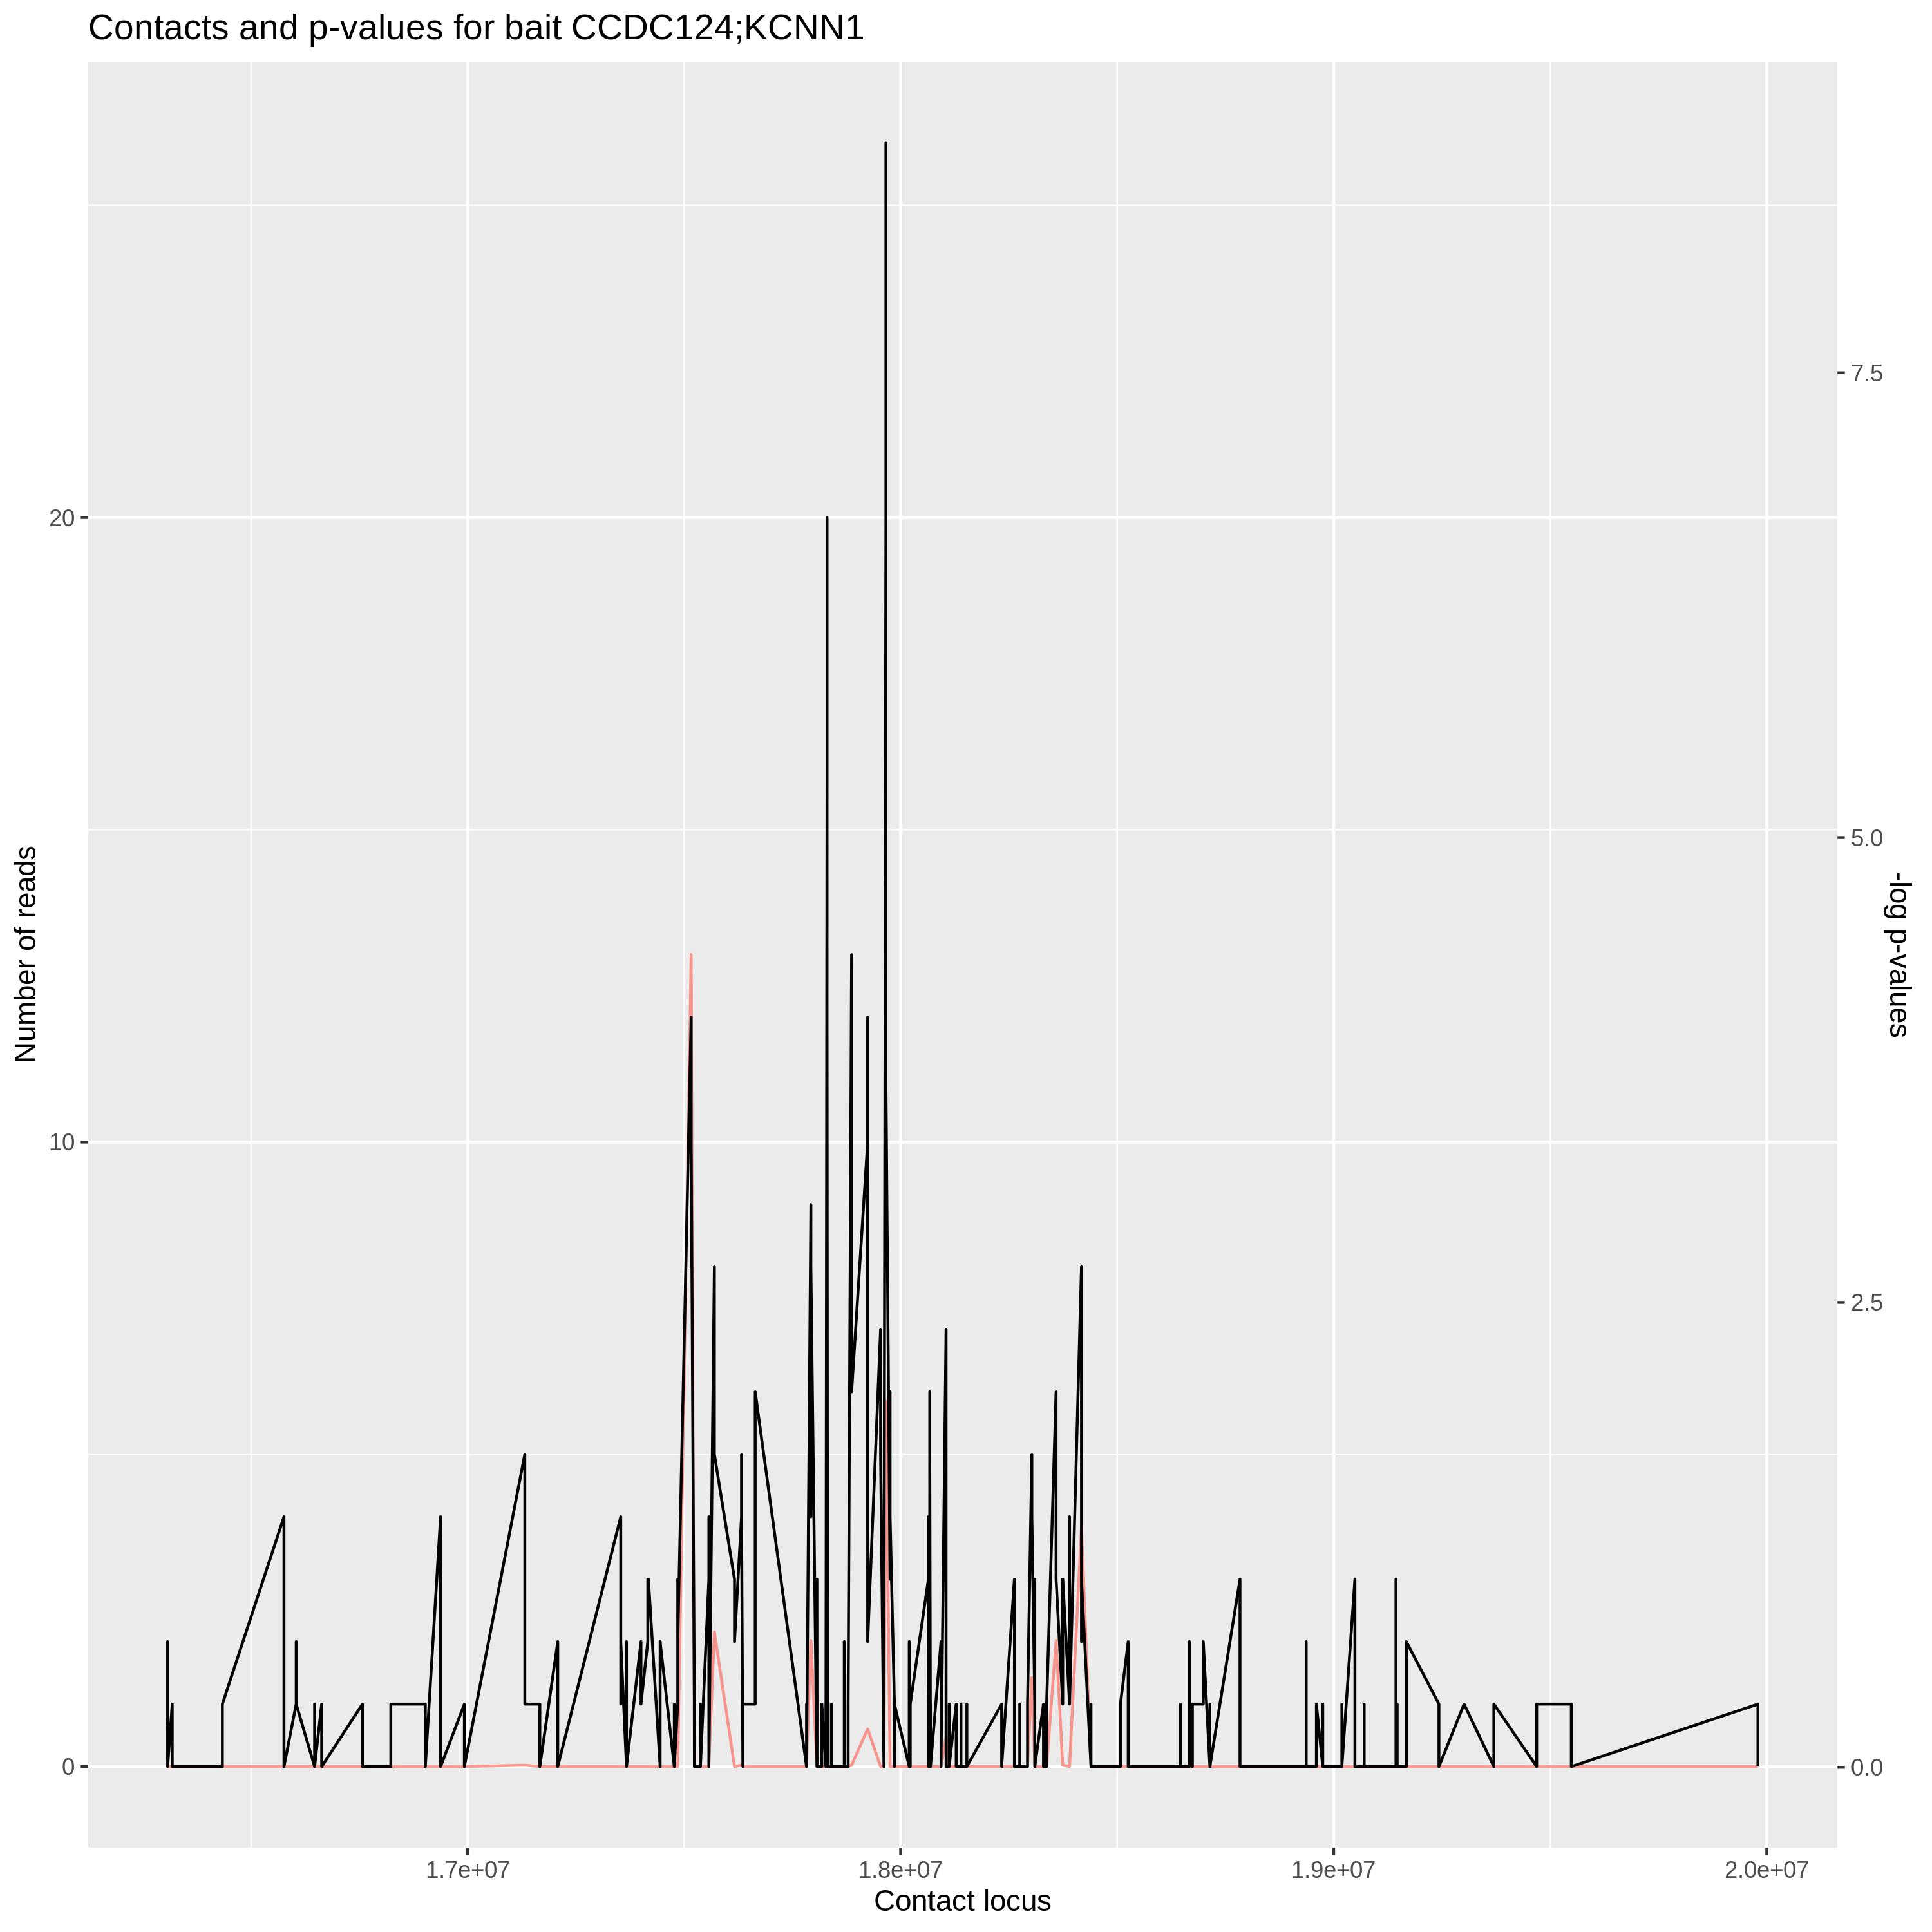 Contacts and p-values for bait CCDC124;KCNN1
Number of reads
20
10
0
7.5
5.0
2.5
0.0
-log p-values
1.7e+07
1.8e+07
1.9e+07
2.0e+07
Contact locus